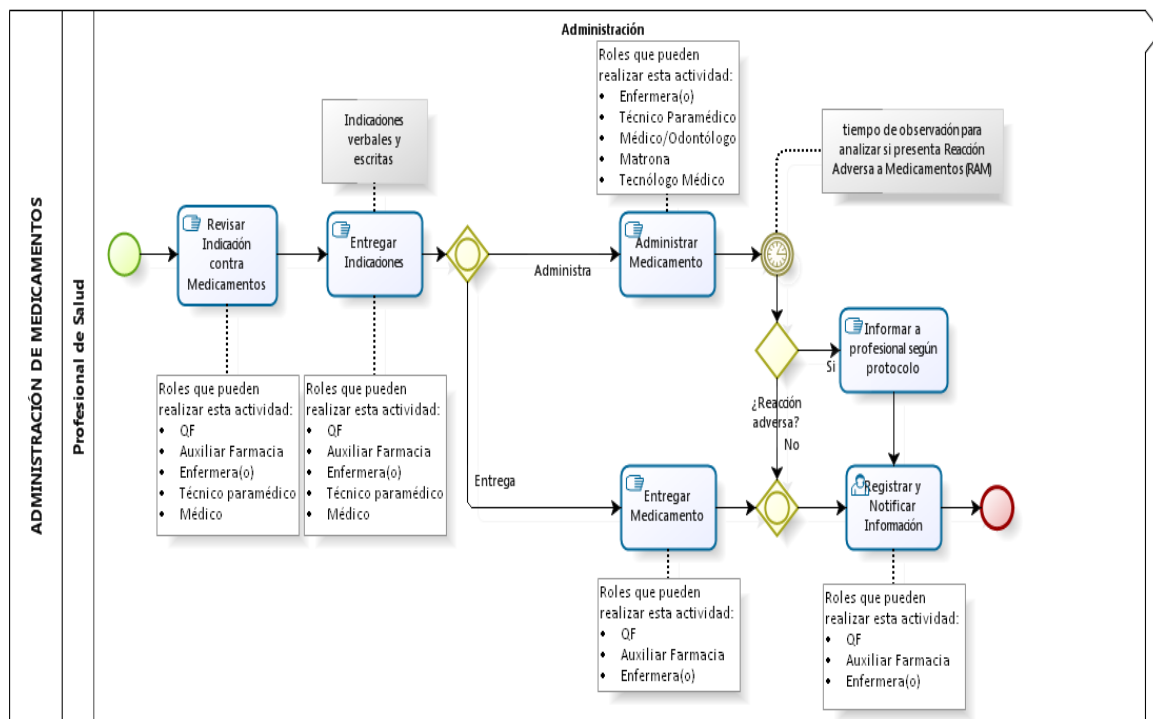 ADMINISTRACIÓN DE MEDICAMENTOS
Profesional de Salud
Administración
Revisar
Indicación
contra
Medicamentos
Roles que pueden
realizar esta actividad:
• QF
• Auxiliar Farmacia
• Enfermera(o)
• Técnico paramédico
• Médico
Indicaciones
verbales y
escritas
Entregar
Indicaciones
Roles que pueden
realizar esta actividad:
• QF
• Auxiliar Farmacia
• Enfermera(o)
• Técnico paramédico
• Médico
Administra
Entrega
Roles que pueden
realizar esta actividad:
• Enfermera(o)
• Técnico Paramédico
• Médico/Odontólogo
• Matrona
• Tecnólogo Médico
Administrar
Medicamento
tiempo de observación para
analizar si presenta Reacción
Adversa a Medicamentos (RAM)
¿Reacción
adversa?
Si
No
Informar a
profesional según
protocolo
Entregar
Medicamento
Roles que pueden
realizar esta actividad:
• QF
• Auxiliar Farmacia
• Enfermera(o)
Registrar y
Notificar
Información
Roles que pueden
realizar esta actividad:
• QF
• Auxiliar Farmacia
• Enfermera(o)